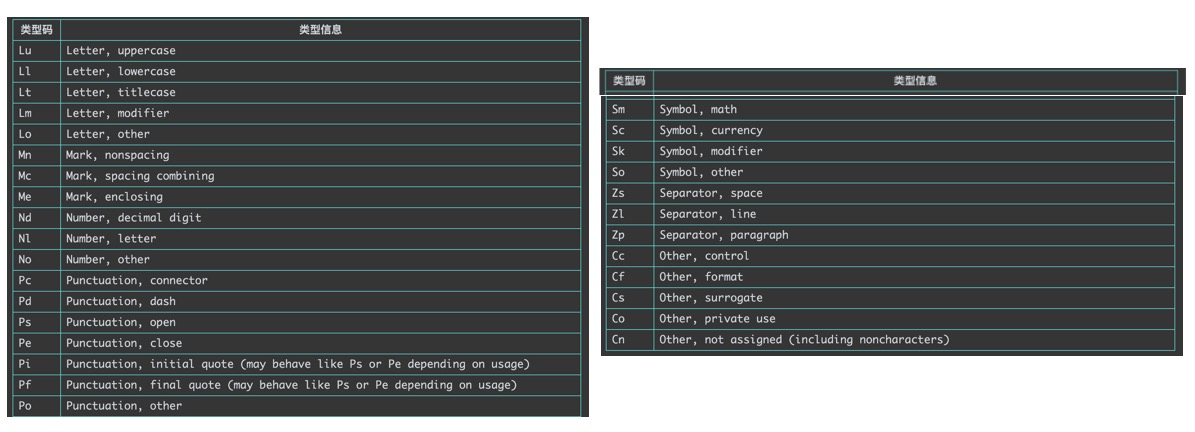 类型码 类型信息
Lu Letter, uppercase
Ll Letter, lowercase
Lt Letter, titlecase
Lm Letter, modifier
Lo Letter, other
Mn Mark, nonspacing
Mc Mark, spacing combining
Me Mark, enclosing
Nd Number, decimal digit
Nl Number, letter
No Number, other
Pc Punctuation, connector
Pd Punctuation, dash
Ps Punctuation, open
Pe Punctuation, close
Pi Punctuation, initial quote (may behave like Ps or Pe depending on usage)
Pf Punctuation, final quote (may behave like Ps or Pe depending on usage)
Po Punctuation, other
类型码 类型信息
Sm Symbol, math
Sc Symbol, currency
Sk Symbol, modifier
So Symbol, other
Zs Separator, space
Zl Separator, line
Zp Separator, paragraph
Cc Other, control
Cf Other, format
Cs Other, surrogate
Co Other, private use
Cn Other, not assigned (including noncharacters)